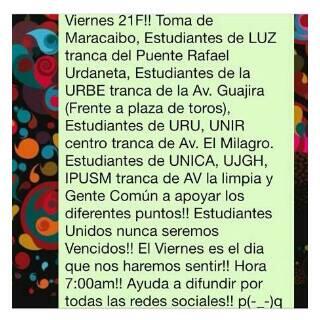 Viernes 21F!! Toma de
Maracaibo, Estudiantes de LUZ
tranca del Puente Rafael
Urdaneta, Estudiantes de la
URBE tranca de la Av. Guajira
(Frente a plaza de toros),
Estudiantes de URU, UNIR
centro tranca de Av. El Milagro.
Estudiantes de UNICA, UJGH,
IPUSM tranca de AV la limpia y
Gente Común a apoyar los
diferentes puntos!! Estudiantes
Unidos nunca seremos
Vencidos!! El Viernes es el dia
que nos haremos sentir!! Hora
7:00am!! Ayuda a difundir por
todas las redes sociales!! p(-_-)q